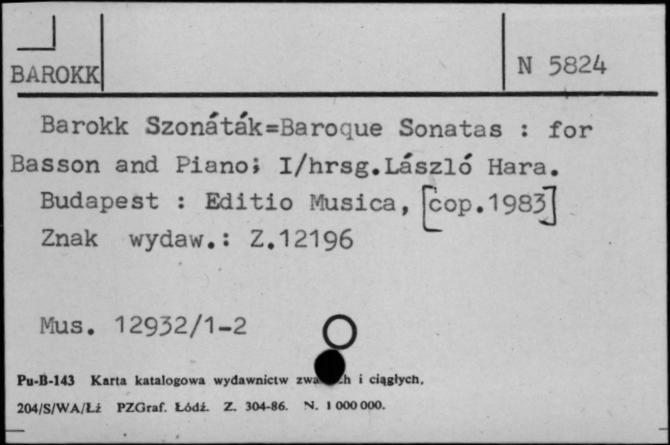 BAROKK
N 5824
Barokk Szonáták=Baroque Sonatas : for
Basson and Piano; I/hrsg.László Hara.
Budapest : Editio Musica, [cop.1983]
Znak wydaw.: Z.12196
Mus. 12932/1-2
Pu-B-143 Karta katalogowa wydawnictw i ciągłych.
204/S/WA/Łź PZGraf. Łódź. Z. 304-86. N. 1 000 000.